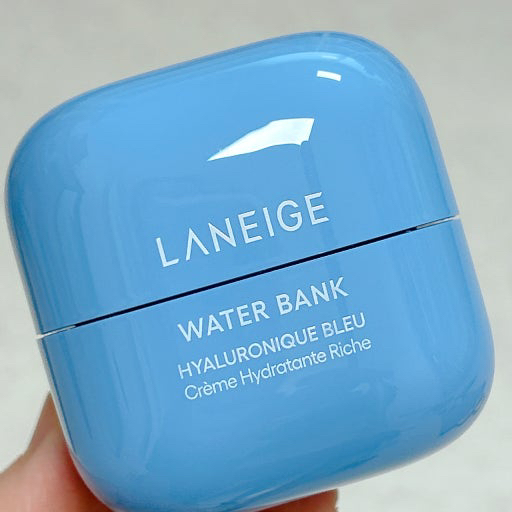 LANEIGE
WATER BANK
HYALURONIQUE BLEU
Crème Hydratante Riche